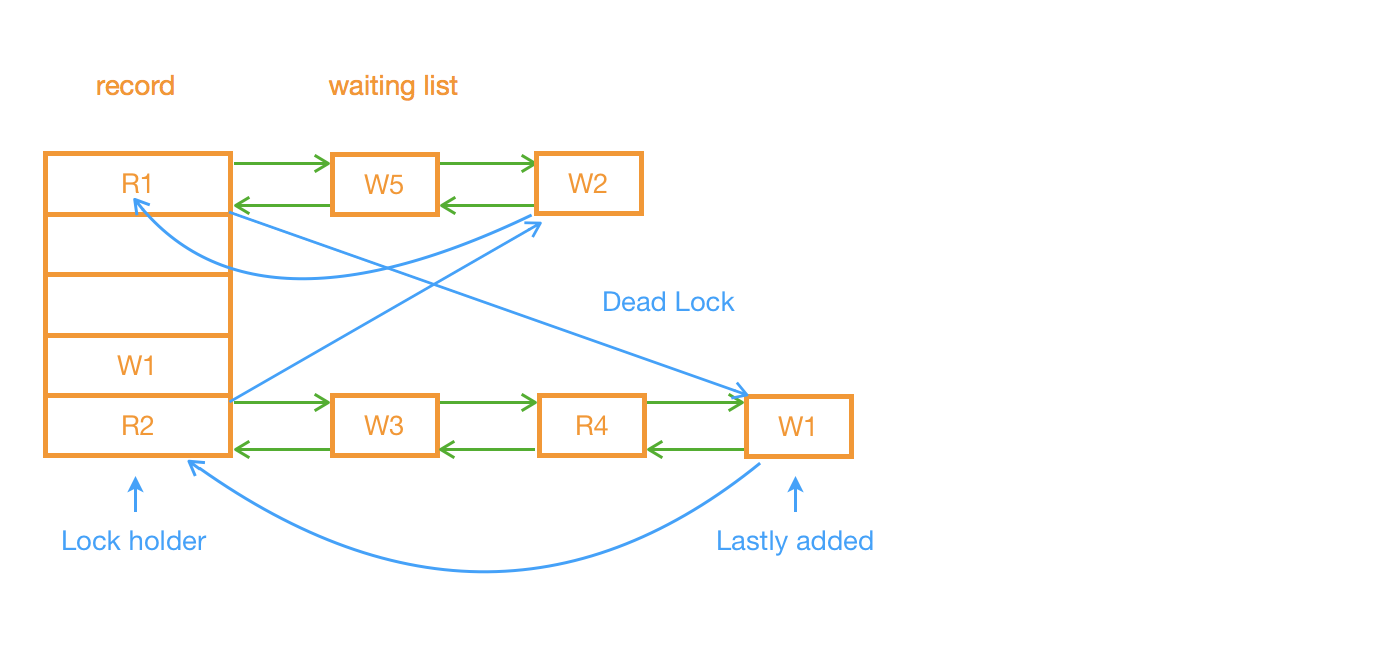 record
waiting list
R1
W5
W2
Dead Lock
W1
R2
W3
R4
W1
Lock holder
Lastly added